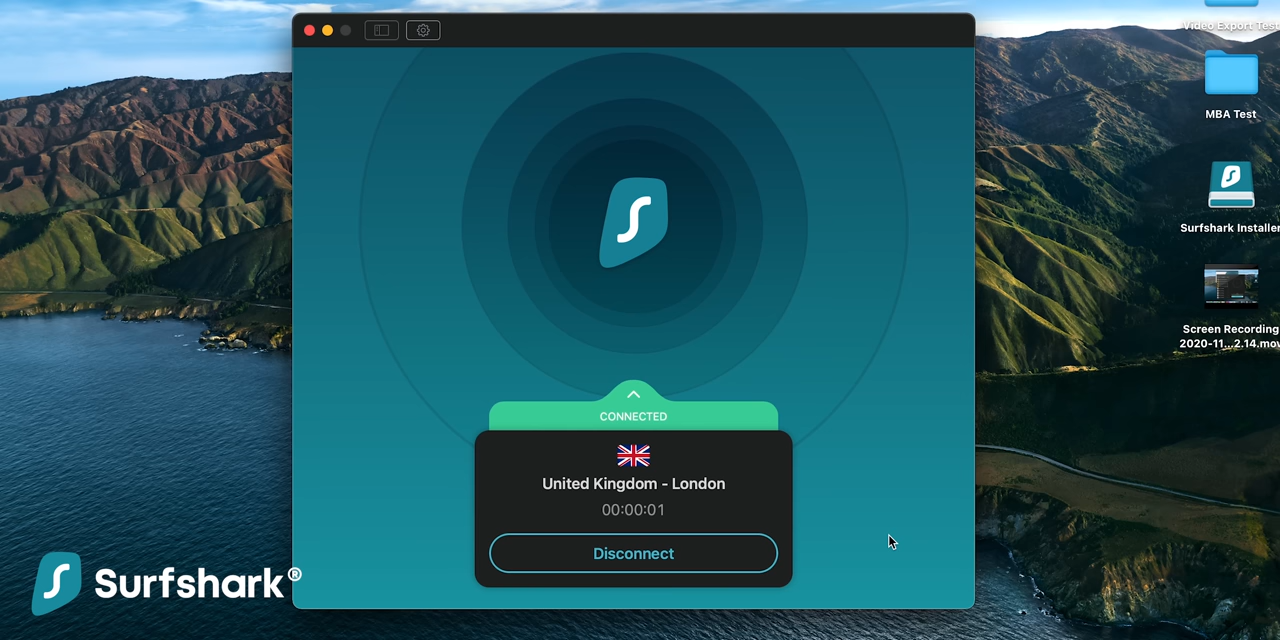 Video Export Test
MBA Test
Surfshark Installer
Screen Recording
2020-11...2.14.mov
CONNECTED
United Kingdom - London
00:00:01
Disconnect
Surfshark®